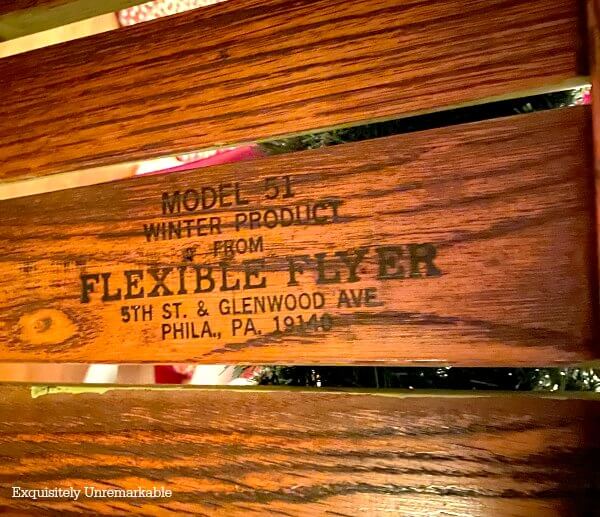 MODEL 51
WINTER PRODUCT
FROM
FLEXIBLE FLYER
5TH ST. & GLENWOOD AVE.
PHILA., PA. 19140
Exquisitely Unremarkable